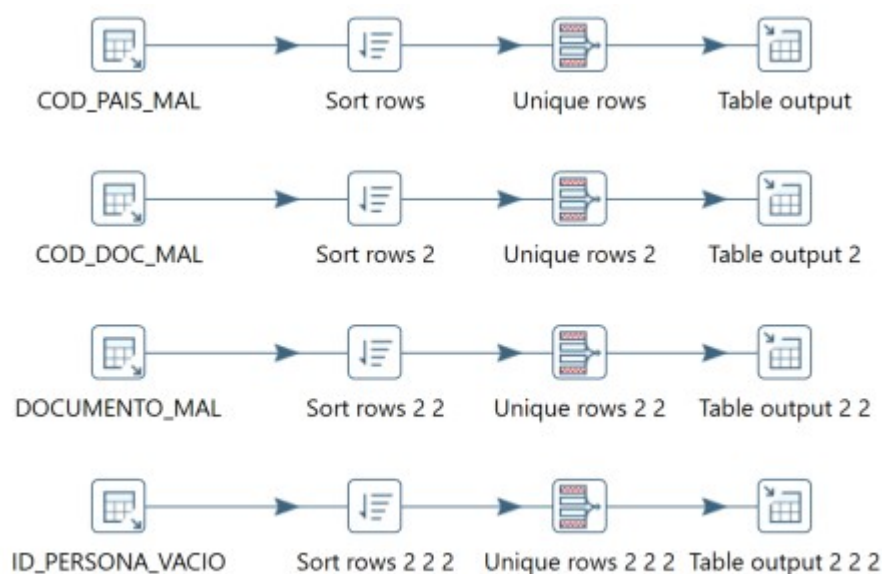 COD_PAIS_MAL Sort rows Unique rows Table output
COD_DOC_MAL Sort rows 2 Unique rows 2 Table output 2
DOCUMENTO_MAL Sort rows 2 2 Unique rows 2 2 Table output 2 2
ID_PERSONA_VACIO Sort rows 2 2 2 Unique rows 2 2 2 Table output 2 2 2